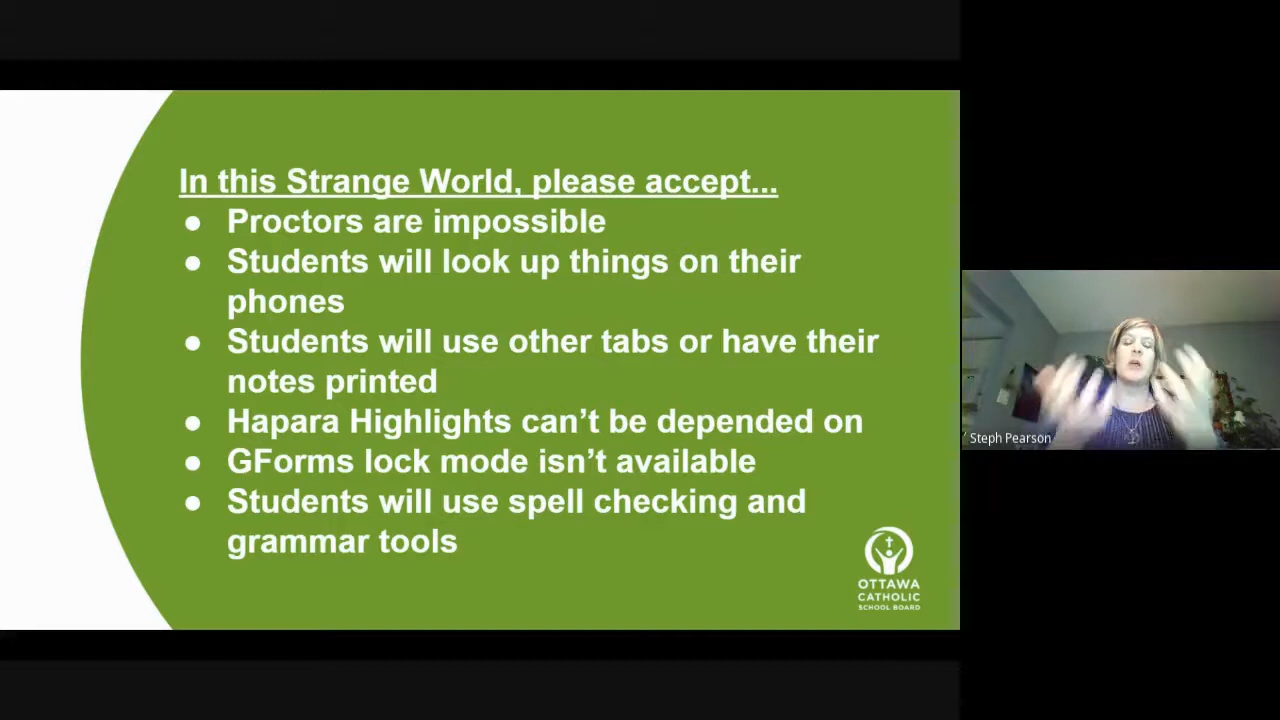 In this Strange World, please accept...
● Proctors are impossible
● Students will look up things on their
phones
● Students will use other tabs or have their
notes printed
● Hapara Highlights can’t be depended on
● GForms lock mode isn’t available
● Students will use spell checking and
grammar tools
OTTAWA
CATHOLIC
SCHOOL BOARD
Steph Pearson